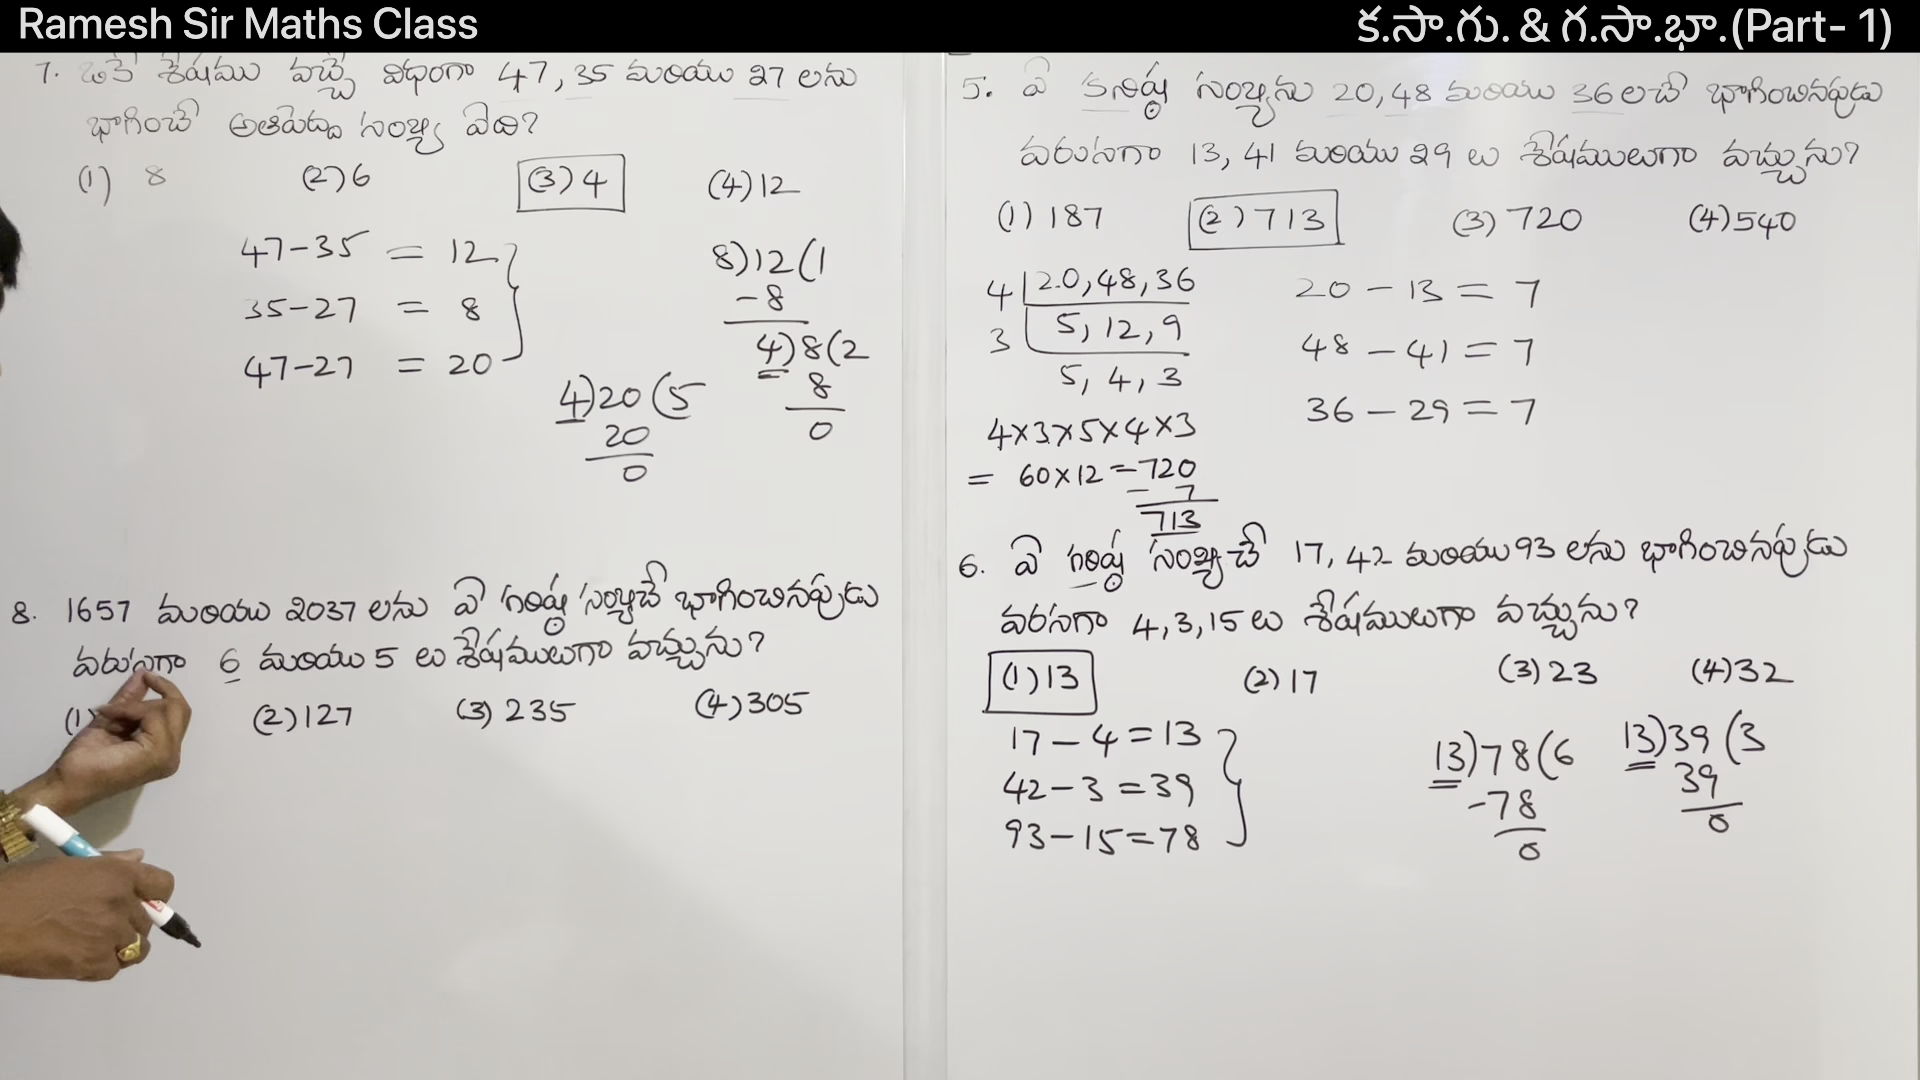 Ramesh Sir Maths Class
క.సా.గు. & గ.సా.భా.(Part- 1)
7. ఒకే శేషము వచ్చే విధంగా 47, 35 మరియు 27 లను
భాగించే అతిపెద్ద సంఖ్య ఏది?
(1) 8 (2) 6 (3) 4 (4) 12
47-35 = 12
35-27 = 8
47-27 = 20
8)12(1
-8
4)8(2
8
0
4)20(5
20
0
8. 1657 మరియు 2037 లను ఏ గరిష్ఠ సంఖ్యచే భాగించినప్పుడు
వరుసగా 6 మరియు 5 లు శేషములుగా వచ్చును?
(1) (2) 127 (3) 235 (4) 305
5. ఏ కనిష్ఠ సంఖ్యను 20, 48 మరియు 36 లచే భాగించినప్పుడు
వరుసగా 13, 41 మరియు 29 లు శేషములుగా వచ్చును?
(1) 187 (2) 713 (3) 720 (4) 540
4 20, 48, 36
3 5, 12, 9
5, 4, 3
4×3×5×4×3
= 60×12 = 720
- 7
713
20 - 13 = 7
48 - 41 = 7
36 - 29 = 7
6. ఏ గరిష్ఠ సంఖ్యచే 17, 42 మరియు 93 లను భాగించినప్పుడు
వరసగా 4, 3, 15 లు శేషములుగా వచ్చును?
(1) 13 (2) 17 (3) 23 (4) 32
17 - 4 = 13
42 - 3 = 39
93 - 15 = 78
13)78(6
-78
0
13)39(3
39
0